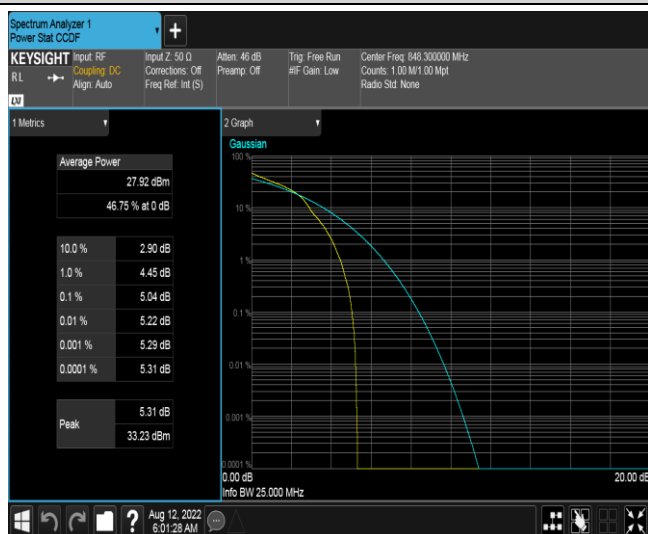 Spectrum Analyzer 1
Power Stat CCDF
+
KEYSIGHT
RL
LXI
Input: RF
Coupling: DC
Align: Auto
Input Z: 50 Ω
Corrections: Off
Freq Ref: Int (S)
Atten: 46 dB
Preamp: Off
Trig: Free Run
#IF Gain: Low
Center Freq: 848.300000 MHz
Counts: 1.00 M/1.00 Mpt
Radio Std: None
1 Metrics
Average Power
27.92 dBm
46.75 % at 0 dB
10.0 % 2.90 dB
1.0 % 4.45 dB
0.1 % 5.04 dB
0.01 % 5.22 dB
0.001 % 5.29 dB
0.0001 % 5.31 dB
Peak
5.31 dB
33.23 dBm
2 Graph
Gaussian
100 %
10 %
1 %
0.1 %
0.01 %
0.001 %
0.0001 %
0.00 dB
20.00 dB
Info BW 25.000 MHz
?
Aug 12, 2022
6:01:28 AM